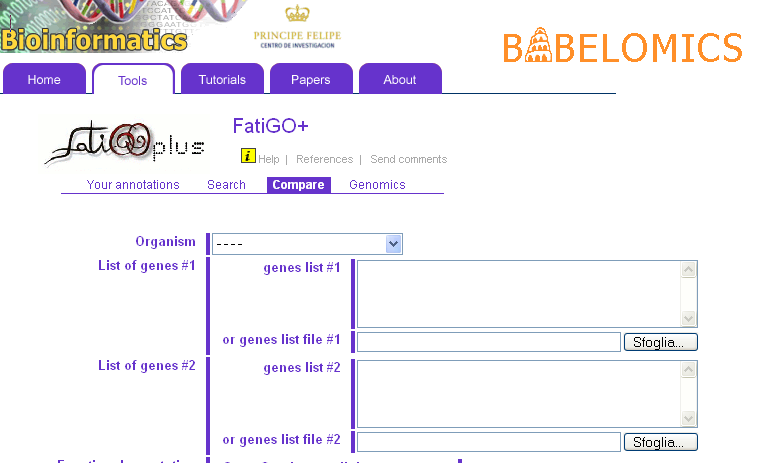 Bioinformatics
PRINCIPE FELIPE
CENTRO DE INVESTIGACION
BABELOMICS
Home Tools Tutorials Papers About
fatiGO plus
FatiGO+
i Help | References | Send comments
Your annotations Search Compare Genomics
Organism ----
List of genes #1 genes list #1
or genes list file #1 Sfoglia...
List of genes #2 genes list #2
or genes list file #2 Sfoglia...